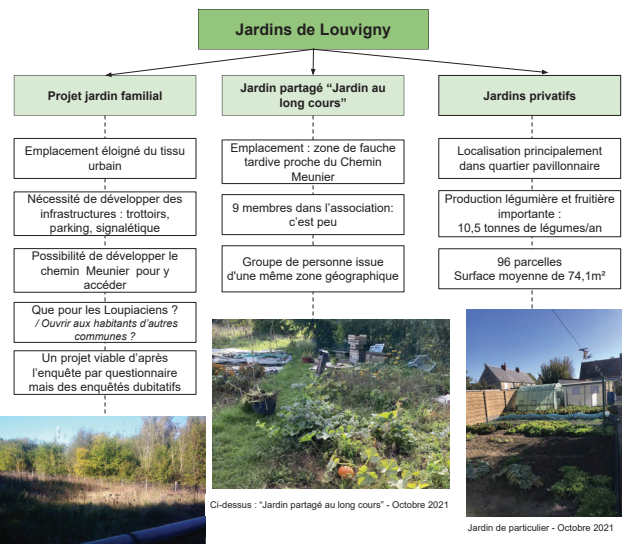 Jardins de Louvigny
Projet jardin familial
Emplacement éloigné du tissu
urbain
Nécessité de développer des
infrastructures : trottoirs,
parking, signalétique
Possibilité de développer le
chemin Meunier pour y
accéder
Que pour les Loupiaciens ?
/ Ouvrir aux habitants d'autres
communes ?
Un projet viable d'après
l'enquête par questionnaire
mais des enquêtés dubitatifs
Jardin partagé "Jardin au
long cours"
Emplacement : zone de fauche
tardive proche du Chemin
Meunier
9 membres dans l'association:
c'est peu
Groupe de personne issue
d'une même zone géographique
Ci-dessus : "Jardin partagé au long cours" - Octobre 2021
Jardins privatifs
Localisation principalement
dans quartier pavillonnaire
Production légumière et fruitière
importante :
10,5 tonnes de légumes/an
96 parcelles
Surface moyenne de 74,1m²
Jardin de particulier - Octobre 2021